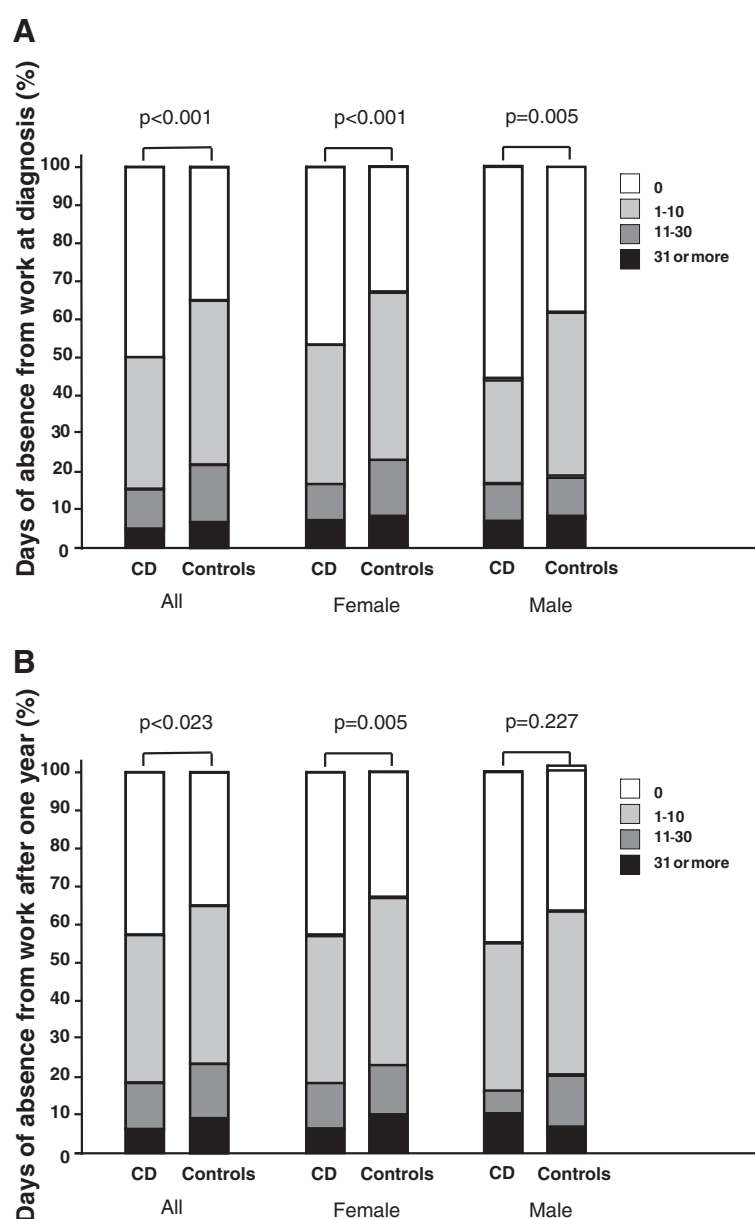 A
Days of absence from work at diagnosis (%)
p<0.001
p<0.001
p=0.005
100
90
80
70
60
50
40
30
20
10
0
0
1-10
11-30
31 or more
CD
Controls
CD
Controls
CD
Controls
All
Female
Male
B
Days of absence from work after one year (%)
p<0.023
p=0.005
p=0.227
100
90
80
70
60
50
40
30
20
10
0
0
1-10
11-30
31 or more
CD
Controls
CD
Controls
CD
Controls
All
Female
Male